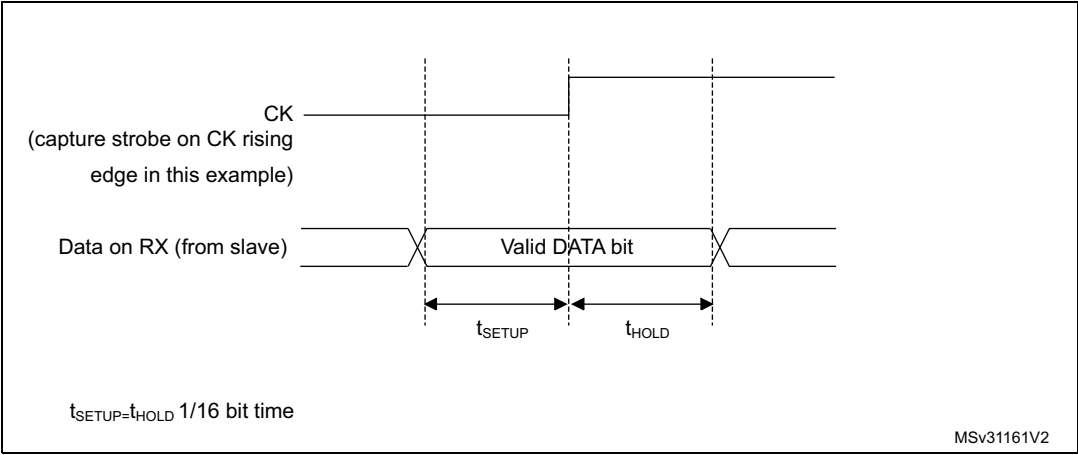 CK
(capture strobe on CK rising
edge in this example)
Data on RX (from slave)
Valid DATA bit
tSETUP
tHOLD
tSETUP=tHOLD 1/16 bit time
MSv31161V2